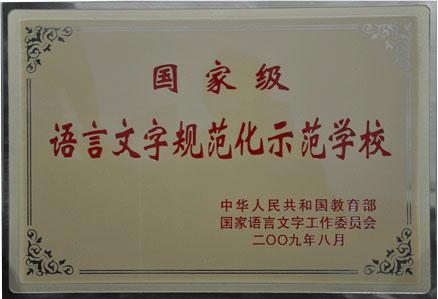 国家级
语言文字规范化示范学校
中华人民共和国教育部
国家语言文字工作委员会
二〇〇九年八月